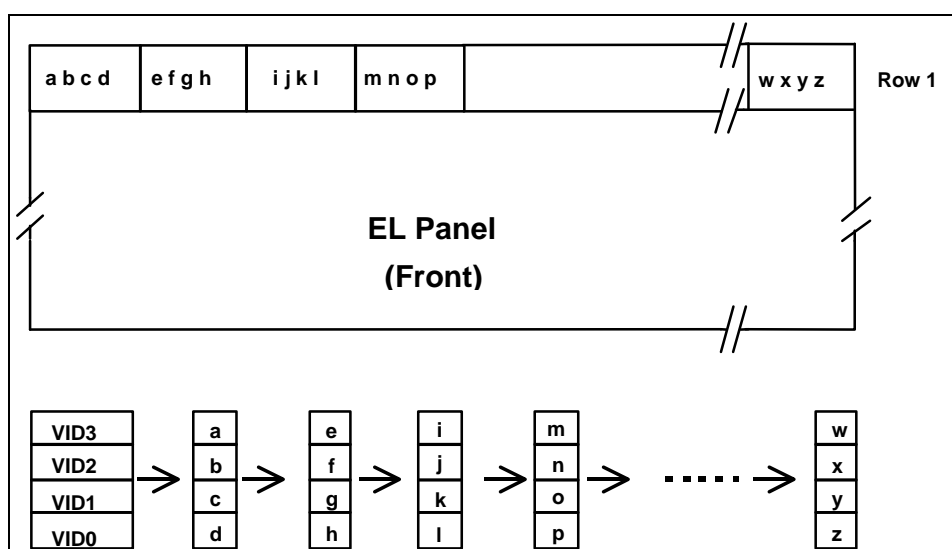 a b c d e f g h i j k l m n o p w x y z Row 1
EL Panel
(Front)
VID3 a e i m w
VID2 b f j n x
VID1 c g k o y
VID0 d h l p z